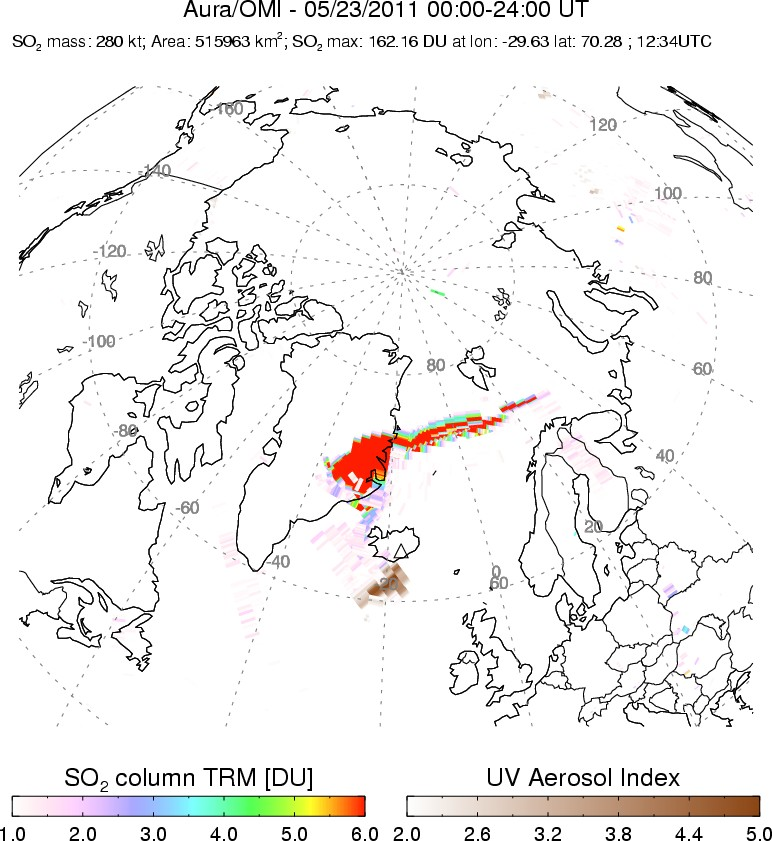 Aura/OMI - 05/23/2011 00:00-24:00 UT
SO₂ mass: 280 kt; Area: 515963 km²; SO₂ max: 162.16 DU at lon: -29.63 lat: 70.28 ; 12:34UTC
-160
120
-140
100
-120
80
-100
80
60
-80
40
-60
20
-40
0
-20
60
SO₂ column TRM [DU]
UV Aerosol Index
1.0 2.0 3.0 4.0 5.0 6.0
2.0 2.6 3.2 3.8 4.4 5.0